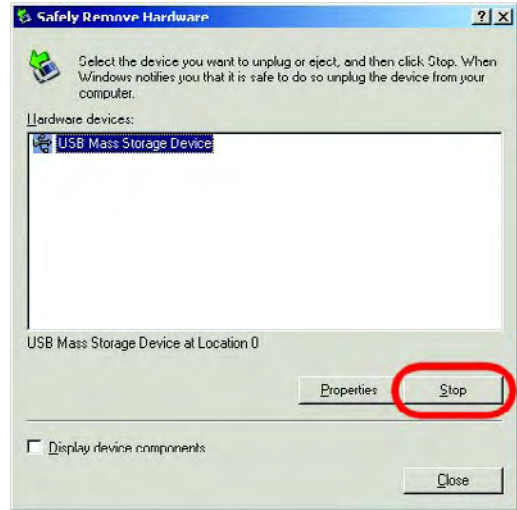 Safely Remove Hardware
Select the device you want to unplug or eject, and then click Stop. When
Windows notifies you that it is safe to do so unplug the device from your
computer.
Hardware devices:
USB Mass Storage Device
USB Mass Storage Device at Location 0
Properties Stop
Display device components
Close